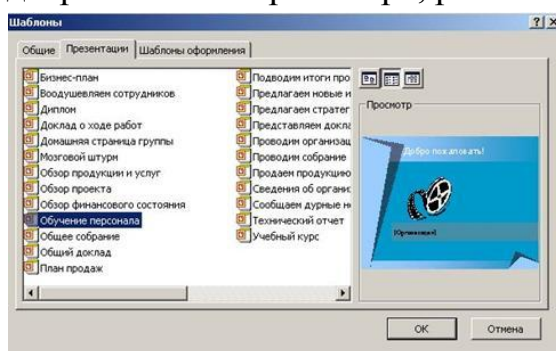 Шаблоны
Общие Презентации Шаблоны оформления
Бизнес-план
Воодушевляем сотрудников
Диплом
Доклад о ходе работ
Домашняя страница группы
Мозговой штурм
Обзор продукции и услуг
Обзор проекта
Обзор финансового состояния
Обучение персонала
Общее собрание
Общий доклад
План продаж
Подводим итоги про
Предлагаем новые и
Предлагаем стратег
Представляем докла
Проводим организац
Проводим собрание
Продаем продукцию
Сведения об органис
Сообщаем дурные н
Технический отчет
Учебный курс
Просмотр
Добро пожаловать!
[Организация]
OK Отмена